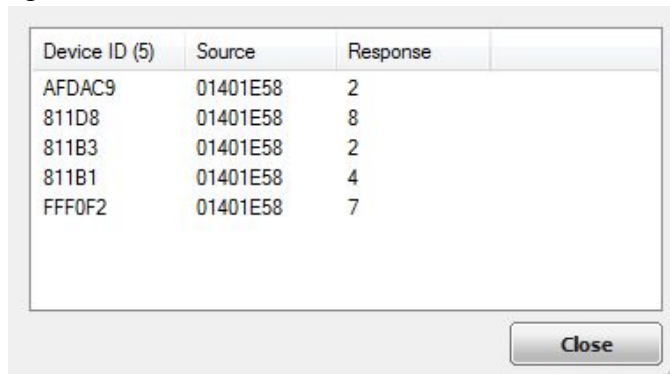 Device ID (5) Source Response
AFDAC9 01401E58 2
811D8 01401E58 8
811B3 01401E58 2
811B1 01401E58 4
FFF0F2 01401E58 7
Close